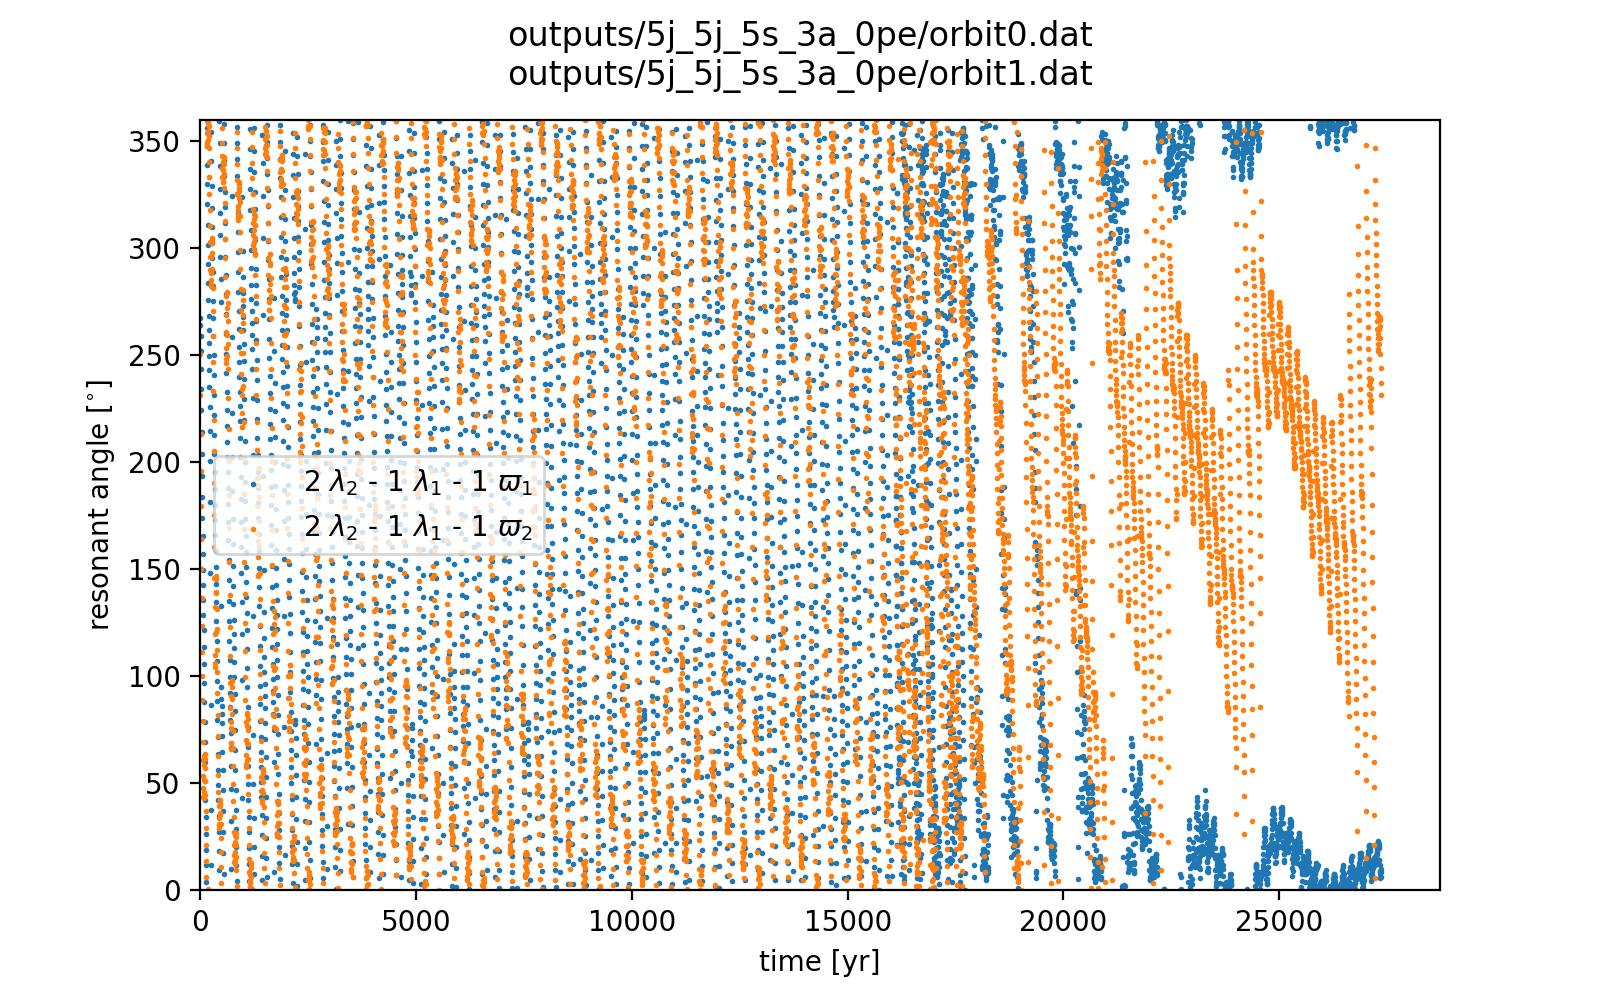 outputs/5j_5j_5s_3a_0pe/orbit0.dat
outputs/5j_5j_5s_3a_0pe/orbit1.dat
350
300
250
200
150
100
50
0
resonant angle [°]
2 λ₂ - 1 λ₁ - 1 ϖ₁
2 λ₂ - 1 λ₁ - 1 ϖ₂
0 5000 10000 15000 20000 25000
time [yr]